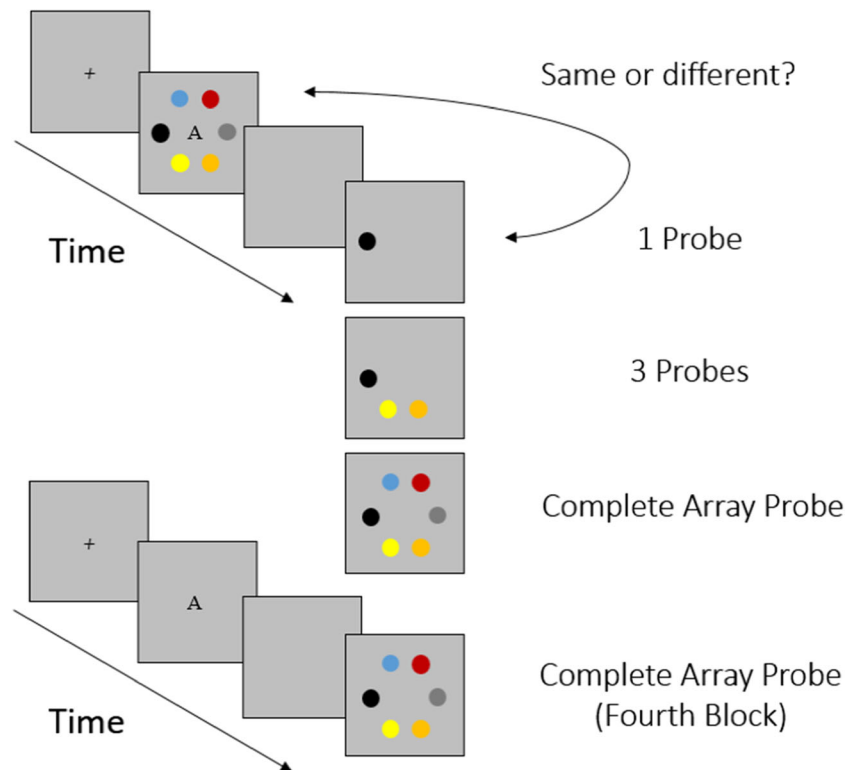 +
Same or different?
A
Time
1 Probe
3 Probes
Complete Array Probe
+
A
Complete Array Probe
(Fourth Block)
Time